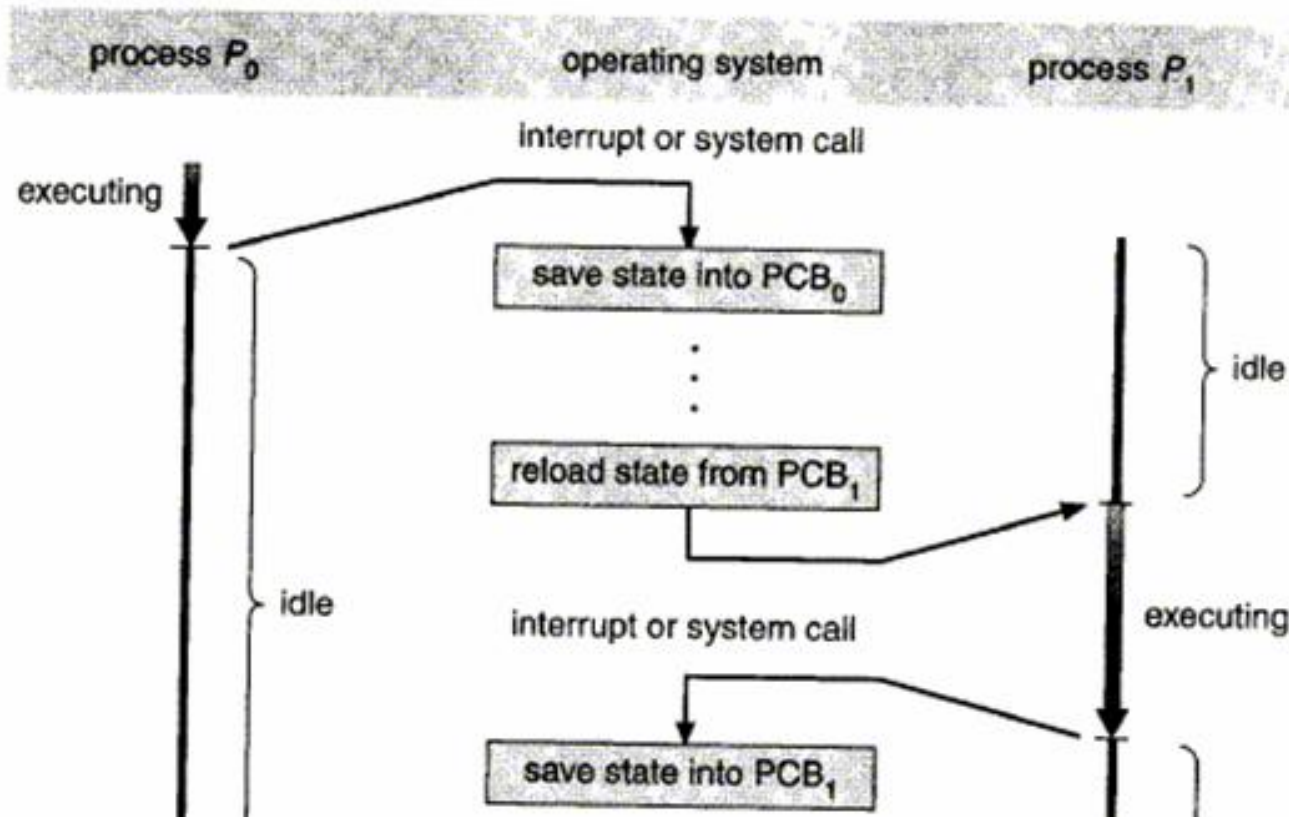 process P₀ operating system process P₁
interrupt or system call
executing
save state into PCB₀
idle
reload state from PCB₁
idle
interrupt or system call
executing
save state into PCB₁